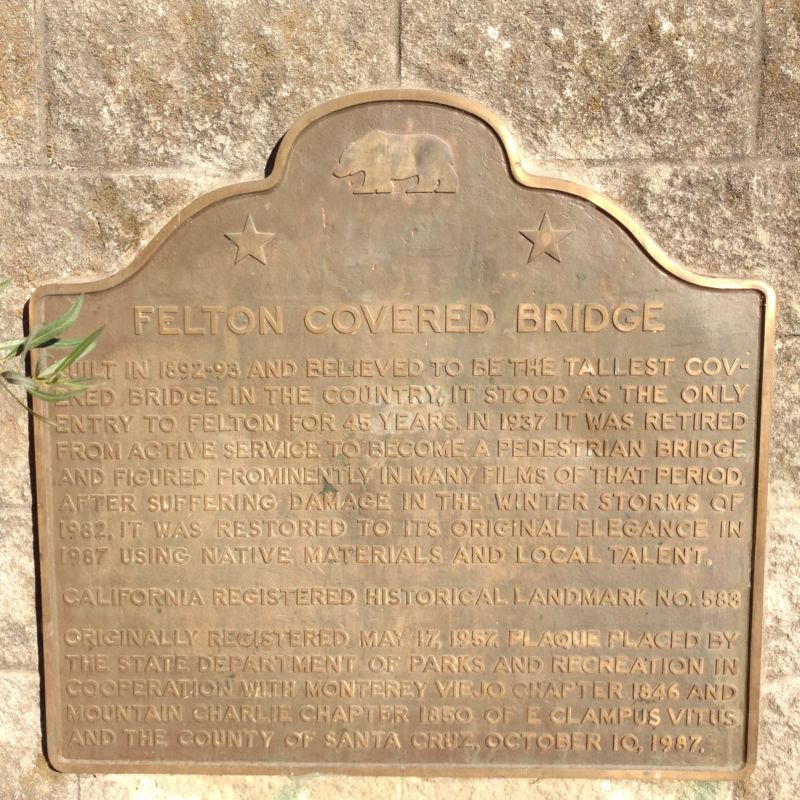 FELTON COVERED BRIDGE
BUILT IN 1892-93 AND BELIEVED TO BE THE TALLEST COV-
ERED BRIDGE IN THE COUNTRY, IT STOOD AS THE ONLY
ENTRY TO FELTON FOR 45 YEARS. IN 1937 IT WAS RETIRED
FROM ACTIVE SERVICE TO BECOME A PEDESTRIAN BRIDGE
AND FIGURED PROMINENTLY IN MANY FILMS OF THAT PERIOD.
AFTER SUFFERING DAMAGE IN THE WINTER STORMS OF
1982, IT WAS RESTORED TO ITS ORIGINAL ELEGANCE IN
1987 USING NATIVE MATERIALS AND LOCAL TALENT.
CALIFORNIA REGISTERED HISTORICAL LANDMARK NO. 583
ORIGINALLY REGISTERED MAY 17, 1957. PLAQUE PLACED BY
THE STATE DEPARTMENT OF PARKS AND RECREATION IN
COOPERATION WITH MONTEREY VIEJO CHAPTER 1846 AND
MOUNTAIN CHARLIE CHAPTER 1850 OF E CLAMPUS VITUS
AND THE COUNTY OF SANTA CRUZ, OCTOBER 10, 1987.